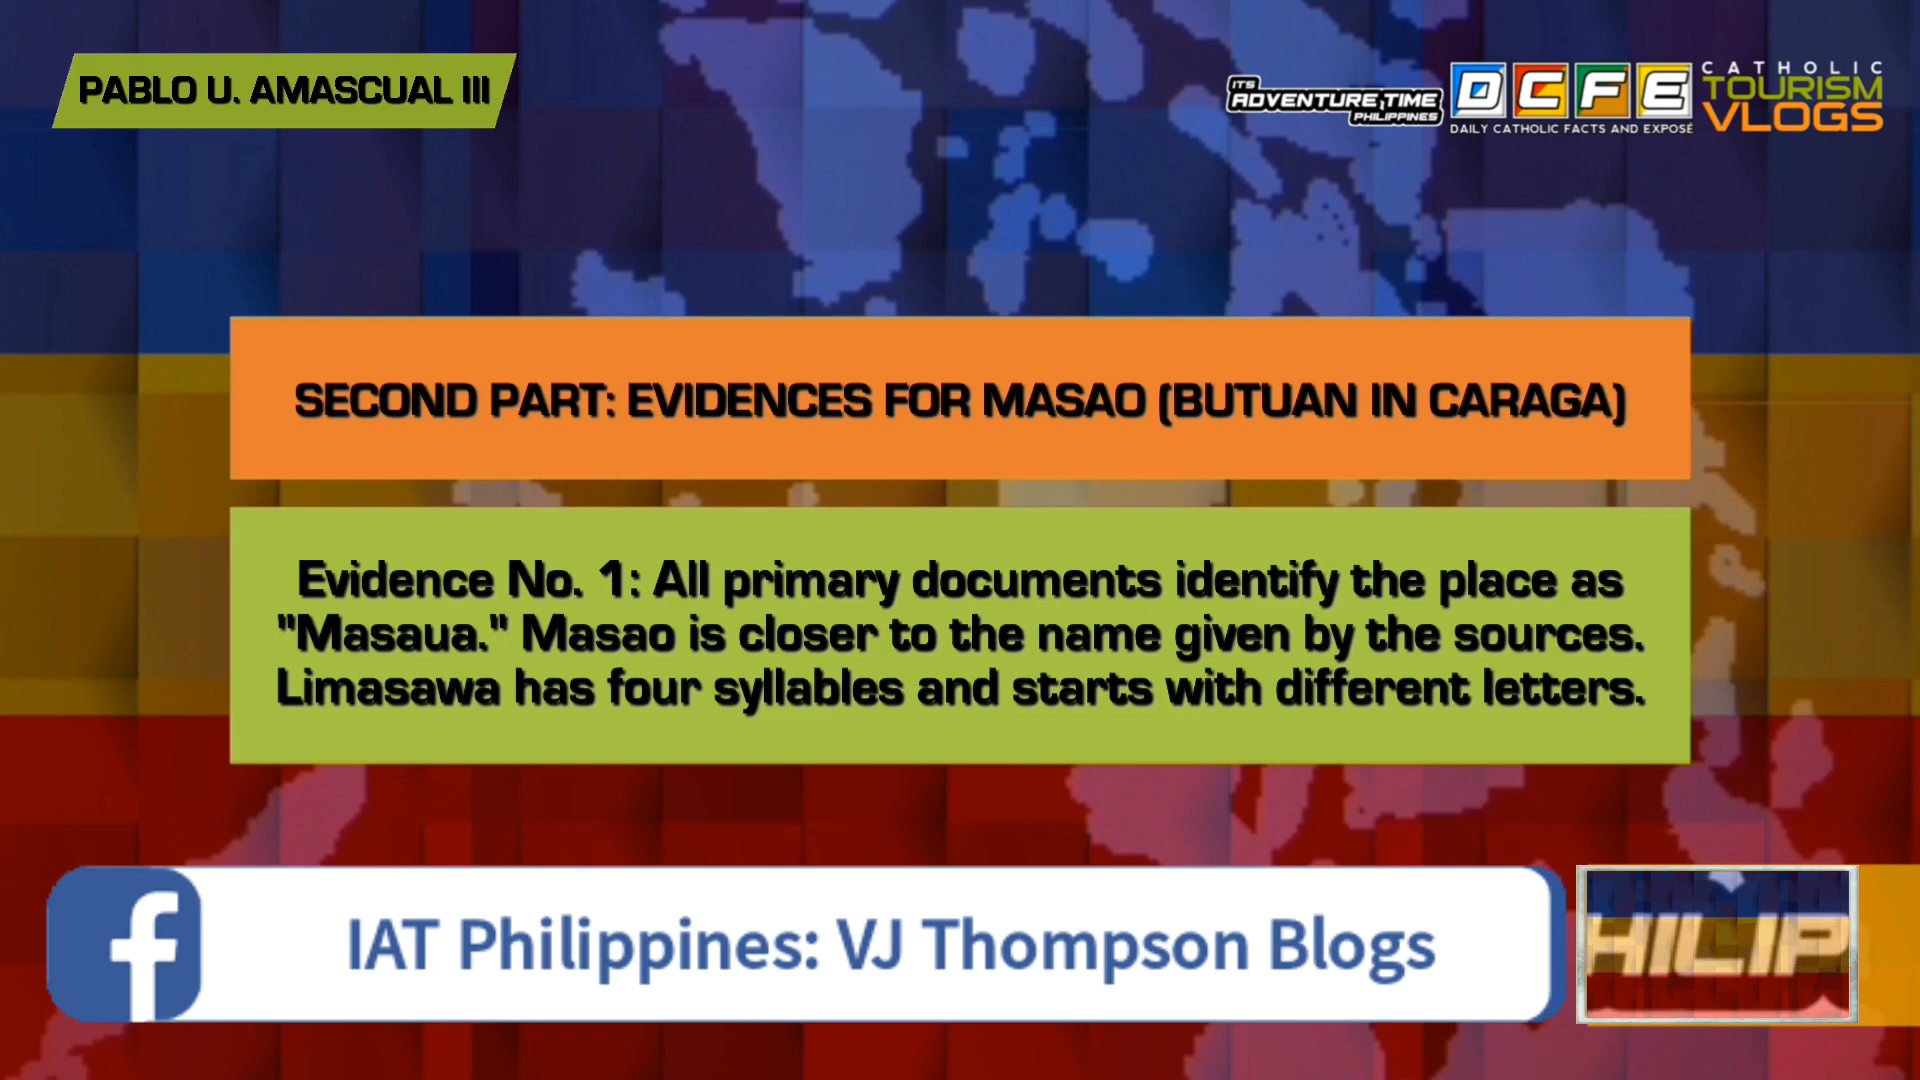 PABLO U. AMASCUAL III
ITS
ADVENTURE TIME
PHILIPPINES
DCFE
DAILY CATHOLIC FACTS AND EXPOSÉ
CATHOLIC
TOURISM
VLOGS
SECOND PART: EVIDENCES FOR MASAO (BUTUAN IN CARAGA)
Evidence No. 1: All primary documents identify the place as
"Masaua." Masao is closer to the name given by the sources.
Limasawa has four syllables and starts with different letters.
f
IAT Philippines: VJ Thompson Blogs
HILIP